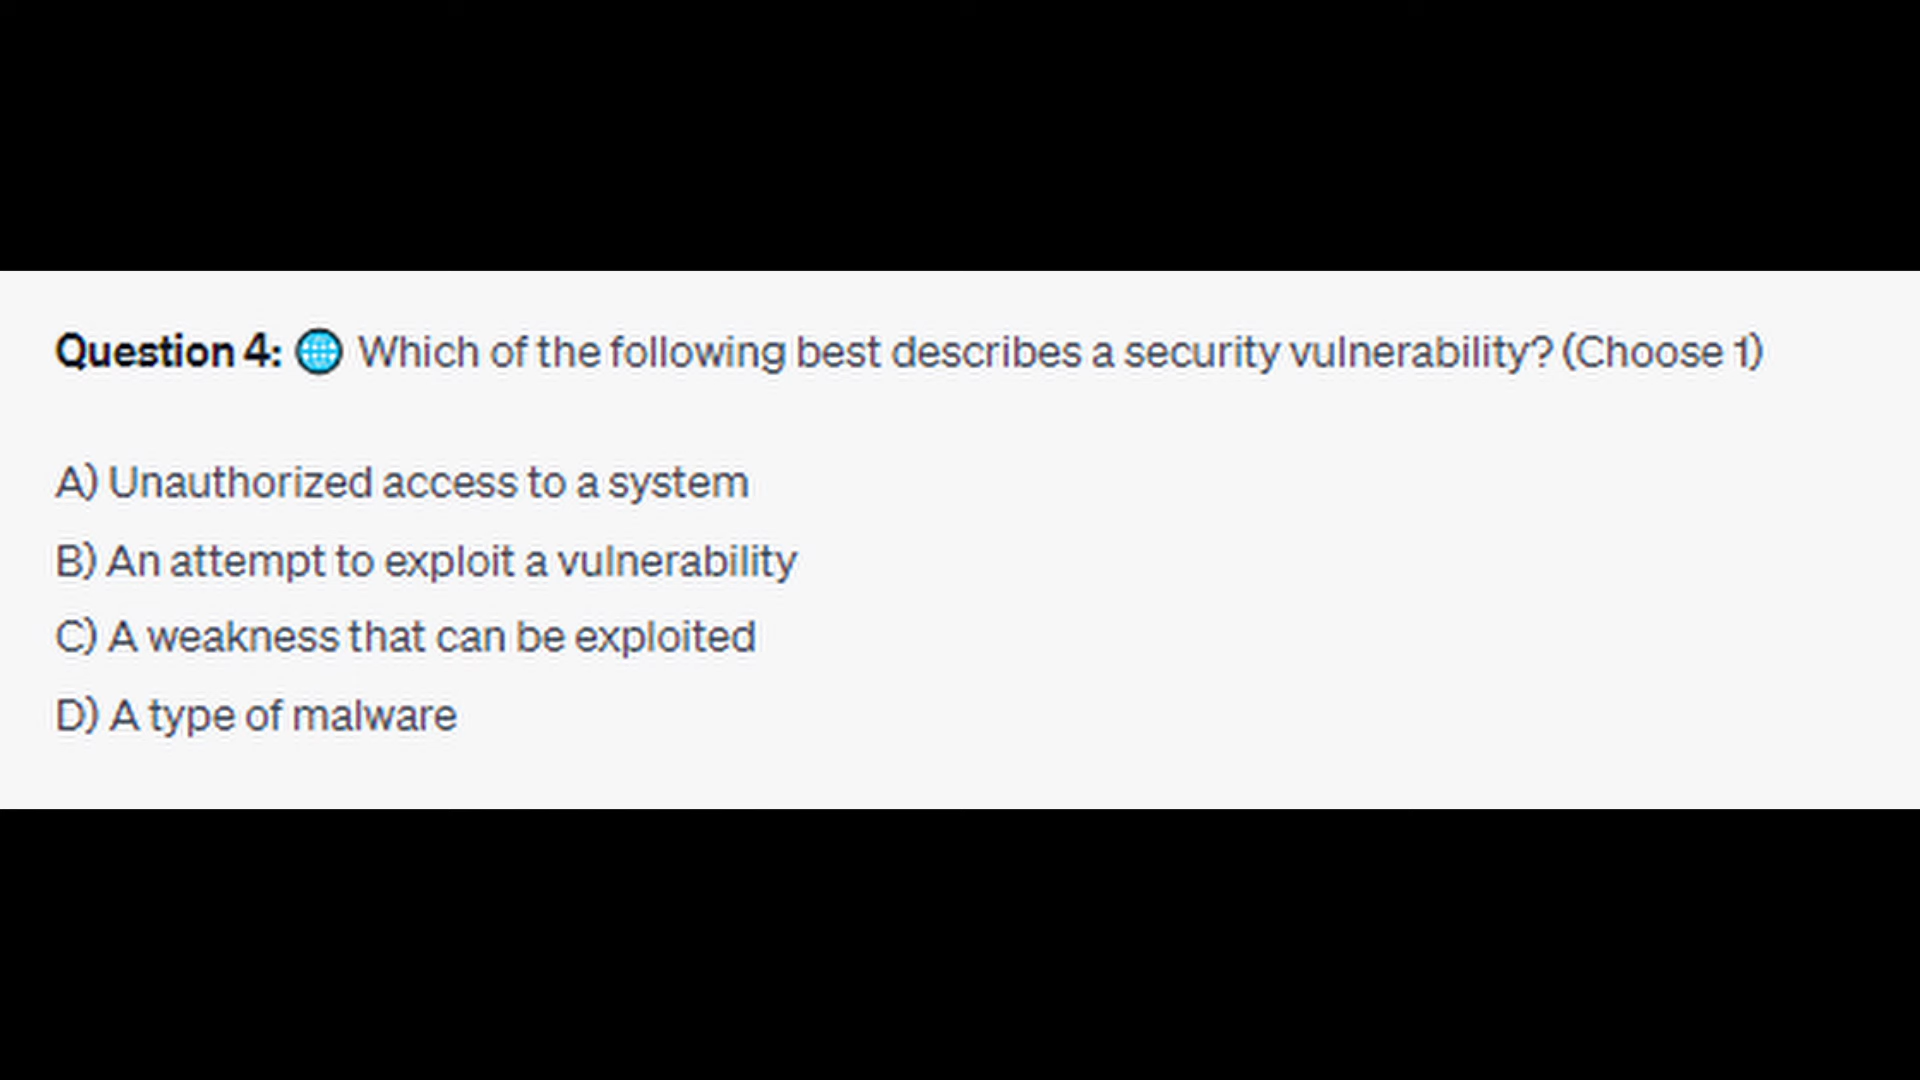 Question 4: 🌐 Which of the following best describes a security vulnerability? (Choose 1)
A) Unauthorized access to a system
B) An attempt to exploit a vulnerability
C) A weakness that can be exploited
D) A type of malware